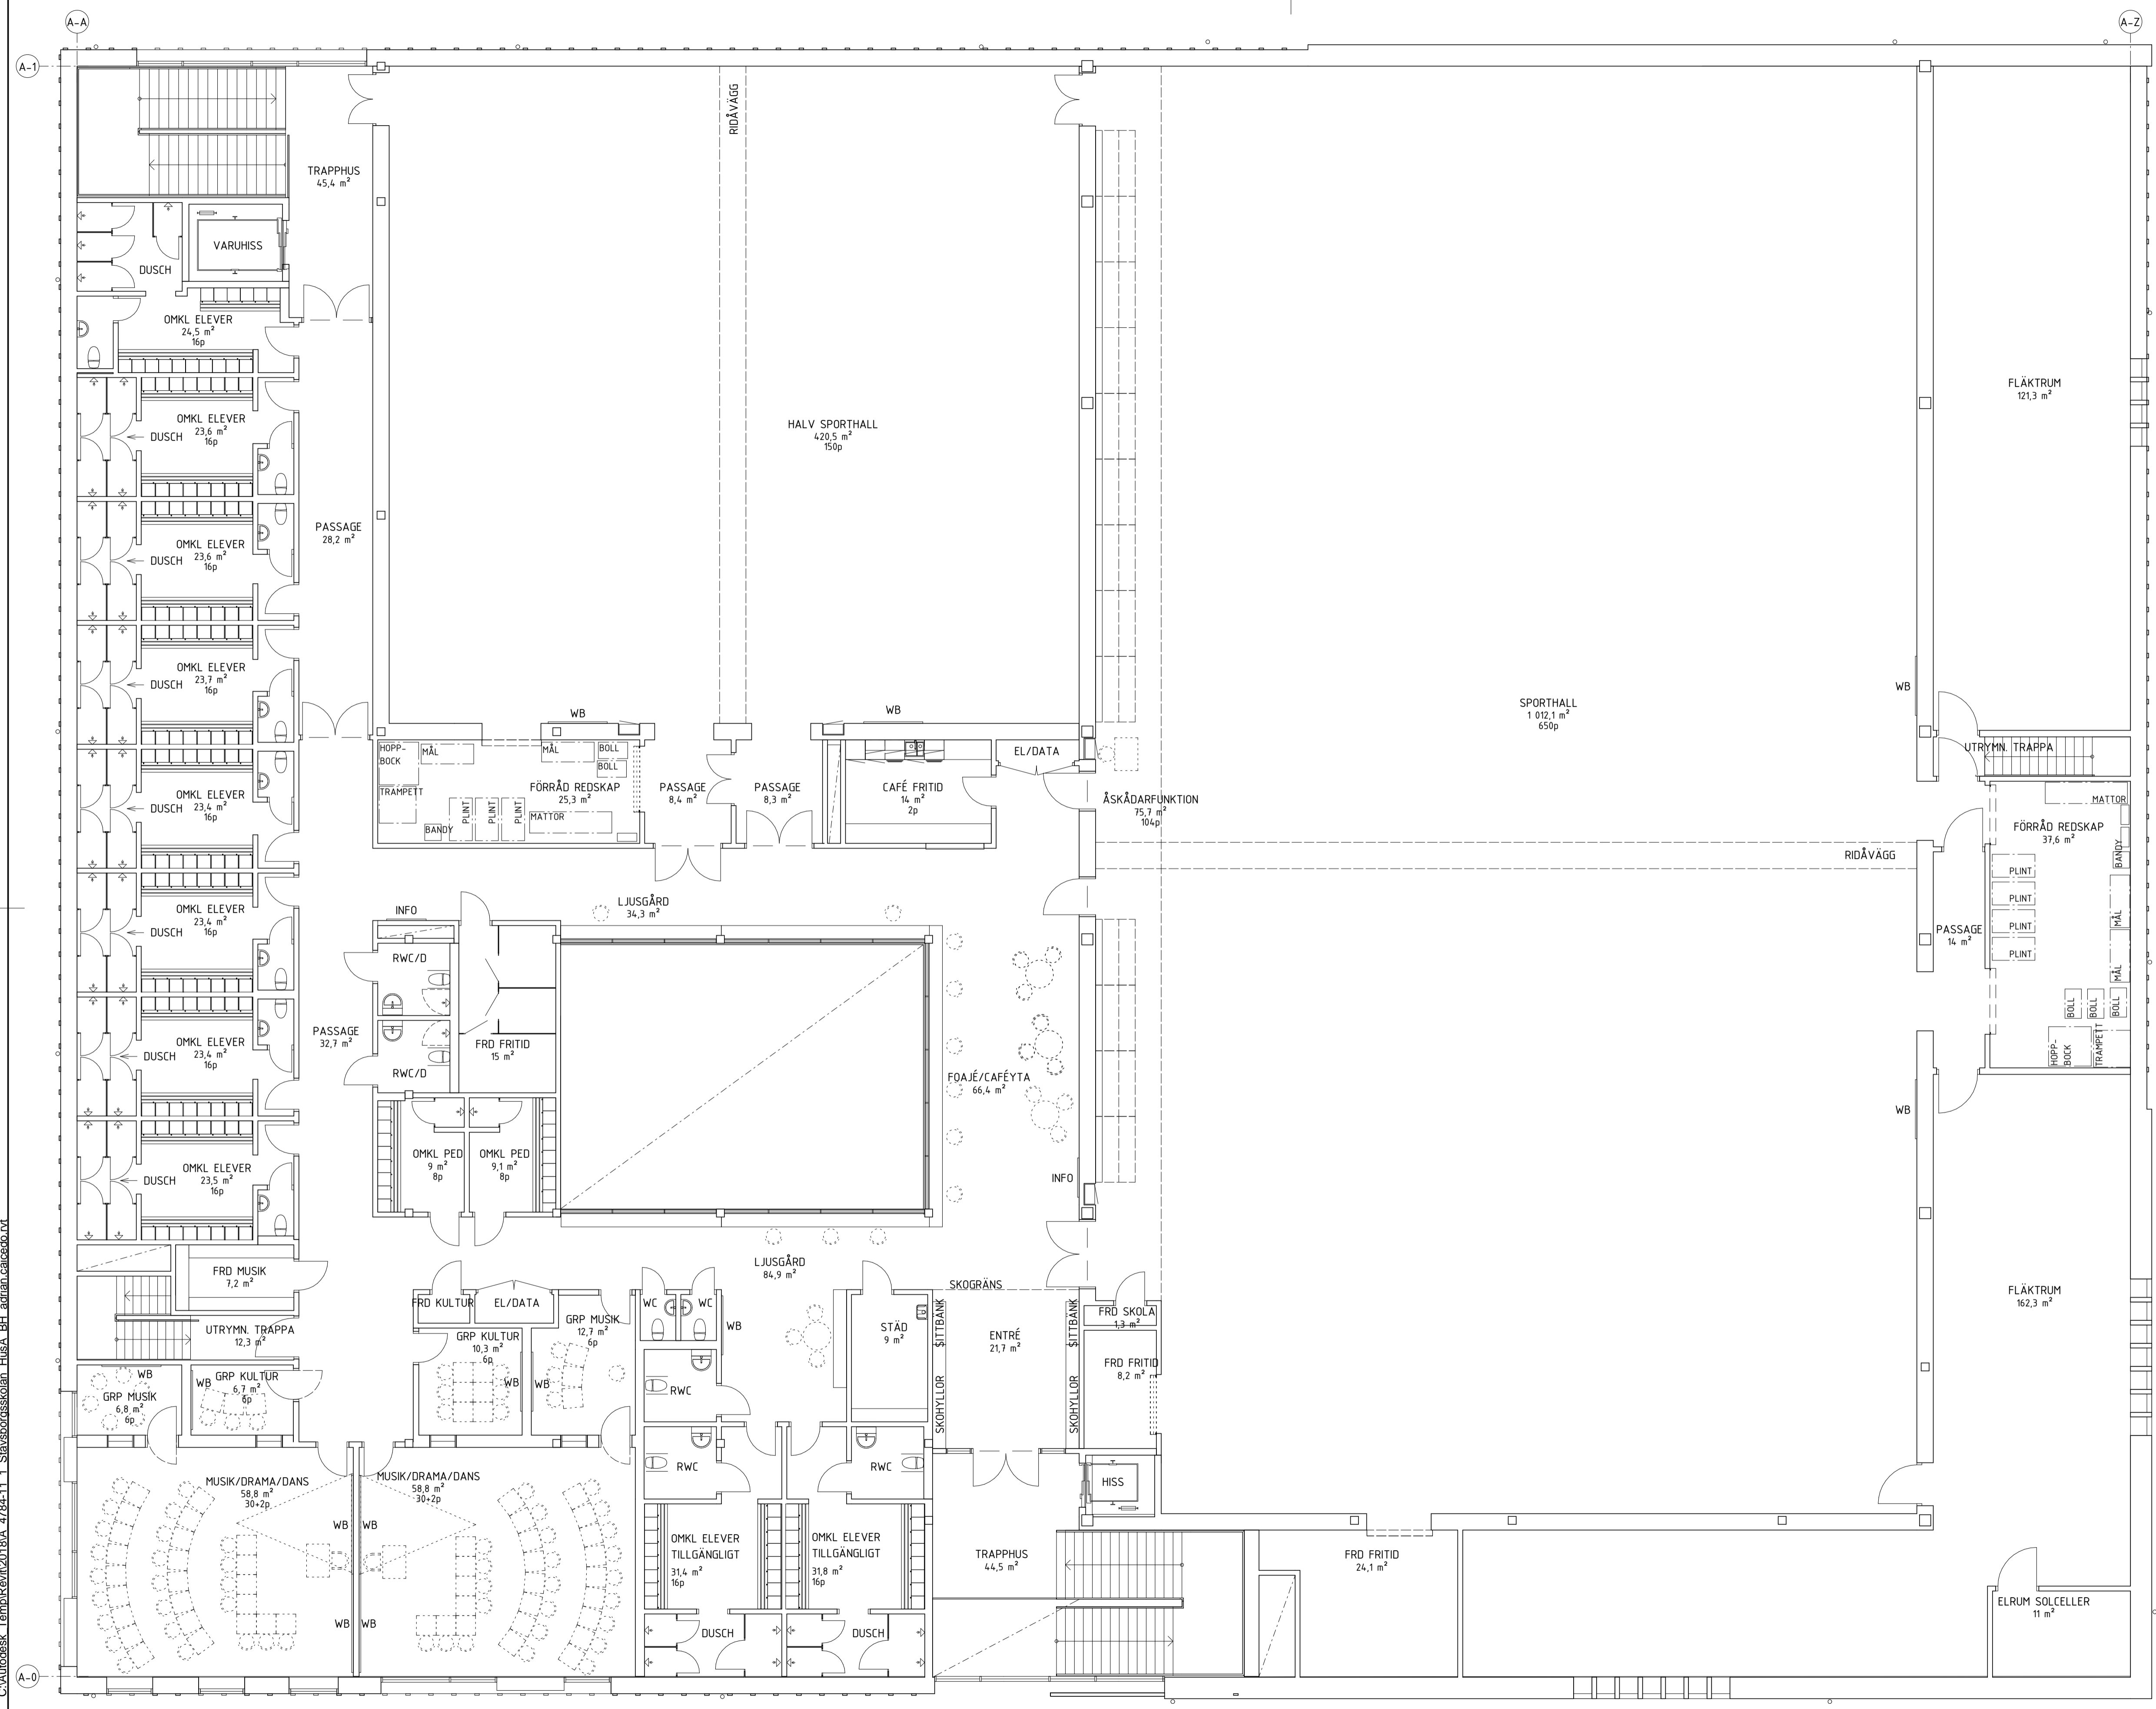 A-A
A-Z
A-1
RIDÅVÄGG
TRAPPHUS
45,4 m²
VARUHISS
DUSCH
OMKL ELEVER
24,5 m²
16p
FLÄKTRUM
121,3 m²
HALV SPORTHALL
420,5 m²
150p
OMKL ELEVER
23,6 m²
16p
DUSCH
PASSAGE
28,2 m²
OMKL ELEVER
23,6 m²
16p
DUSCH
OMKL ELEVER
23,7 m²
16p
DUSCH
WB
WB
WB
SPORTHALL
1 012,1 m²
650p
HOPP-
BOCK
MÅL
MÅL
BOLL
BOLL
TRAMPETT
BANDY
PLINT
PLINT
PLINT
MATTOR
FÖRRÅD REDSKAP
25,3 m²
PASSAGE
8,4 m²
PASSAGE
8,3 m²
CAFÉ FRITID
14 m²
2p
EL/DATA
ÅSKÅDARFUNKTION
75,7 m²
104p
UTRYMN. TRAPPA
MATTOR
FÖRRÅD REDSKAP
37,6 m²
BANDY
PLINT
PLINT
PLINT
PLINT
MÅL
MÅL
BOLL
BOLL
BOLL
HOPP-
BOCK
TRAMPETT
RIDÅVÄGG
PASSAGE
14 m²
OMKL ELEVER
23,4 m²
16p
DUSCH
OMKL ELEVER
23,4 m²
16p
DUSCH
LJUSGÅRD
34,3 m²
INFO
RWC/D
RWC/D
FRD FRITID
15 m²
PASSAGE
32,7 m²
OMKL ELEVER
23,4 m²
16p
DUSCH
FOAJÉ/CAFÉYTA
66,4 m²
WB
OMKL PED
9 m²
8p
OMKL PED
9,1 m²
8p
OMKL ELEVER
23,5 m²
16p
DUSCH
INFO
FRD MUSIK
7,2 m²
LJUSGÅRD
84,9 m²
SKOGRÄNS
FLÄKTRUM
162,3 m²
FRD KULTUR
EL/DATA
GRP MUSIK
12,7 m²
6p
WC
WC
WB
STÄD
9 m²
SITTBANK
SITTBANK
ENTRÉ
21,7 m²
FRD SKOLA
1,3 m²
UTRYMN. TRAPPA
12,3 m²
GRP KULTUR
10,3 m²
6p
WB
WB
FRD FRITID
8,2 m²
WB
GRP MUSIK
6,8 m²
6p
WB
GRP KULTUR
6,7 m²
6p
RWC
SKOHYLLOR
SKOHYLLOR
RWC
RWC
HISS
MUSIK/DRAMA/DANS
58,8 m²
30+2p
MUSIK/DRAMA/DANS
58,8 m²
30+2p
WB
WB
OMKL ELEVER
TILLGÄNGLIGT
31,4 m²
16p
OMKL ELEVER
TILLGÄNGLIGT
31,8 m²
16p
TRAPPHUS
44,5 m²
FRD FRITID
24,1 m²
ELRUM SOLCELLER
11 m²
WB
WB
DUSCH
DUSCH
A-0
C:\Autodesk_Temp\Revit\2018\A_4784-11_1_Stavsborgsskolan_HusA_BH_adrian.caicedo.rvt